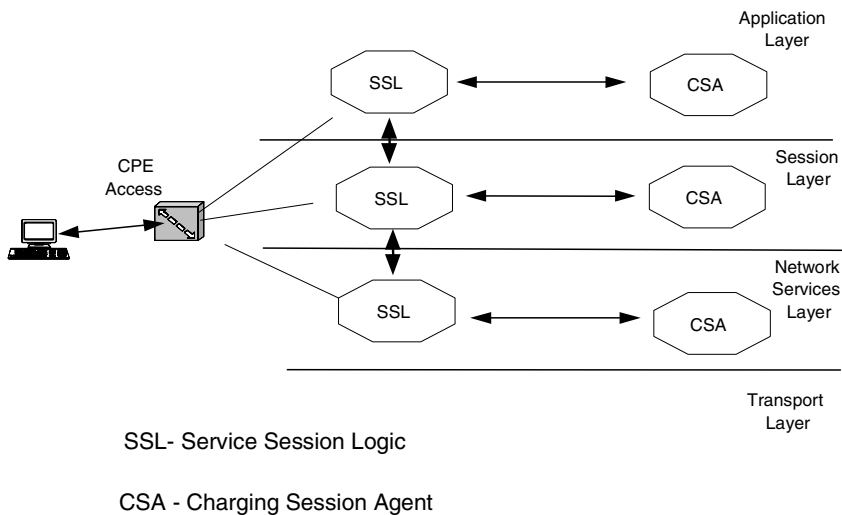 Application
Layer
SSL
CSA
CPE
Access
Session
Layer
SSL
CSA
Network
Services
Layer
SSL
CSA
Transport
Layer
SSL- Service Session Logic
CSA - Charging Session Agent